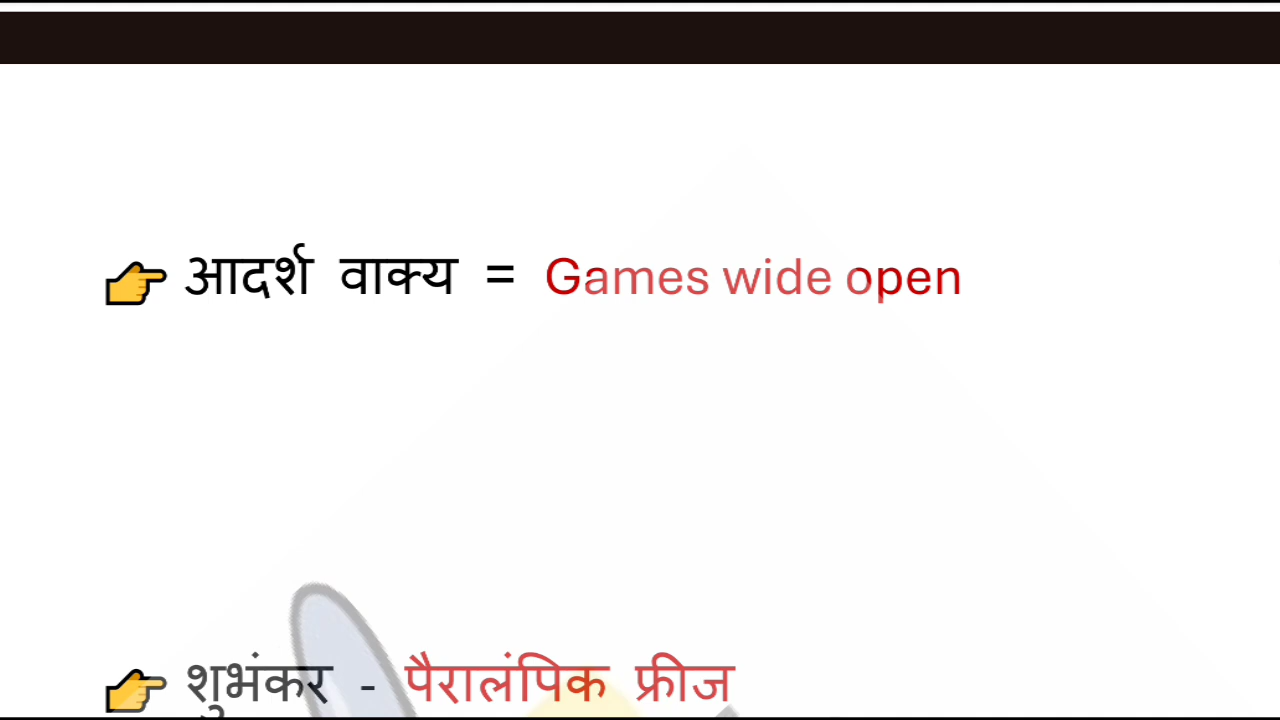 👉 आदर्श वाक्य = Games wide open
👉 शुभंकर - पैरालंपिक फ्रीज